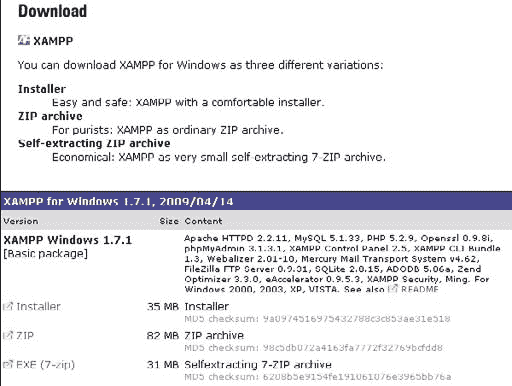 Download
XAMPP
You can download XAMPP for Windows as three different variations:
Installer
Easy and safe: XAMPP with a comfortable installer.
ZIP archive
For purists: XAMPP as ordinary ZIP archive.
Self-extracting ZIP archive
Economical: XAMPP as very small self-extracting 7-ZIP archive.
XAMPP for Windows 1.7.1, 2009/04/14
Version Size Content
XAMPP Windows 1.7.1
[Basic package]
Apache HTTPD 2.2.11, MySQL 5.1.33, PHP 5.2.9, Openssl 0.9.8i,
phpMyAdmin 3.1.3.1, XAMPP Control Panel 2.5, XAMPP CLI Bundle
1.3, Webalizer 2.01-10, Mercury Mail Transport System v4.62,
FileZilla FTP Server 0.9.31, SQLite 2.8.15, ADODB 5.06a, Zend
Optimizer 3.3.0, eAccelerator 0.9.5.3, XAMPP Security, Ming. For
Windows 2000, 2003, XP, VISTA. See also README
Installer 35 MB Installer
MD5 checksum: 9a0974516975432788c3c853ae31e518
ZIP 82 MB ZIP archive
MD5 checksum: 98c5db072a4163fa7772f32769bcfdd8
EXE (7-zip) 31 MB Selfextracting 7-ZIP archive
MD5 checksum: 6208b5e9154fe191061076e3965bb76a